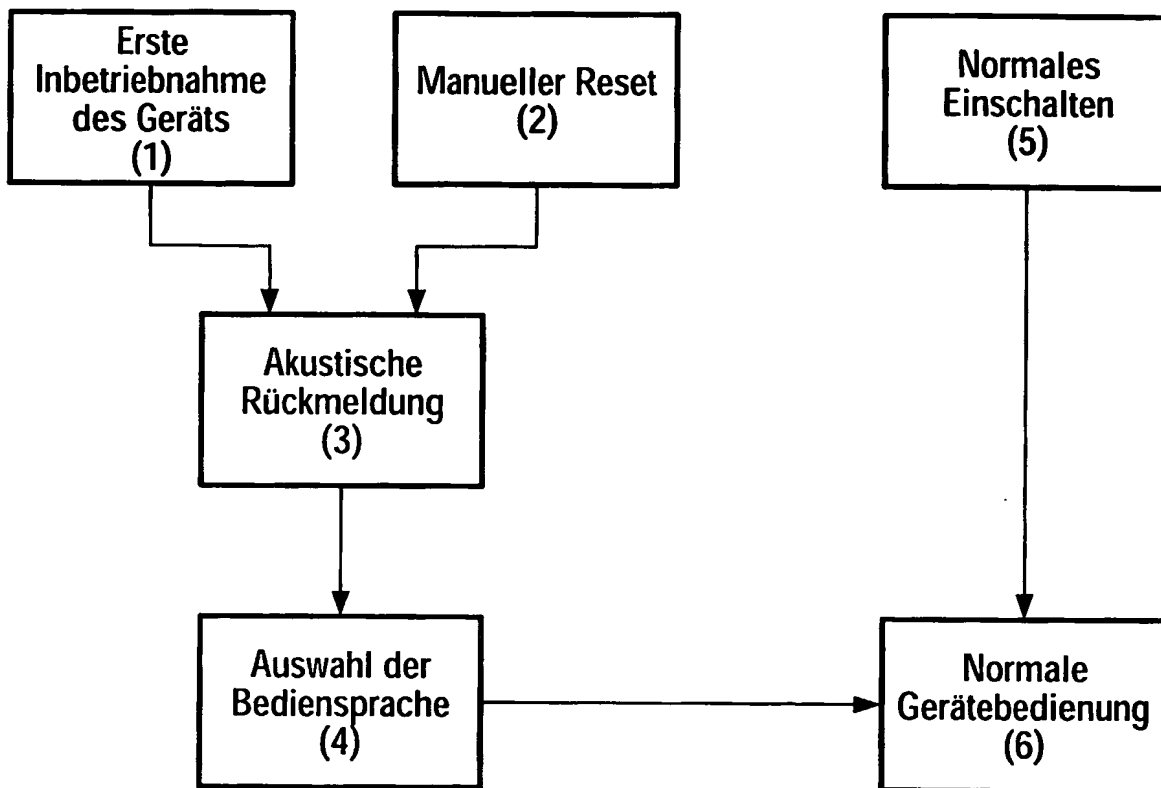 Erste
Inbetriebnahme
des Geräts
(1)
Manueller Reset
(2)
Normales
Einschalten
(5)
Akustische
Rückmeldung
(3)
Auswahl der
Bediensprache
(4)
Normale
Gerätebedienung
(6)